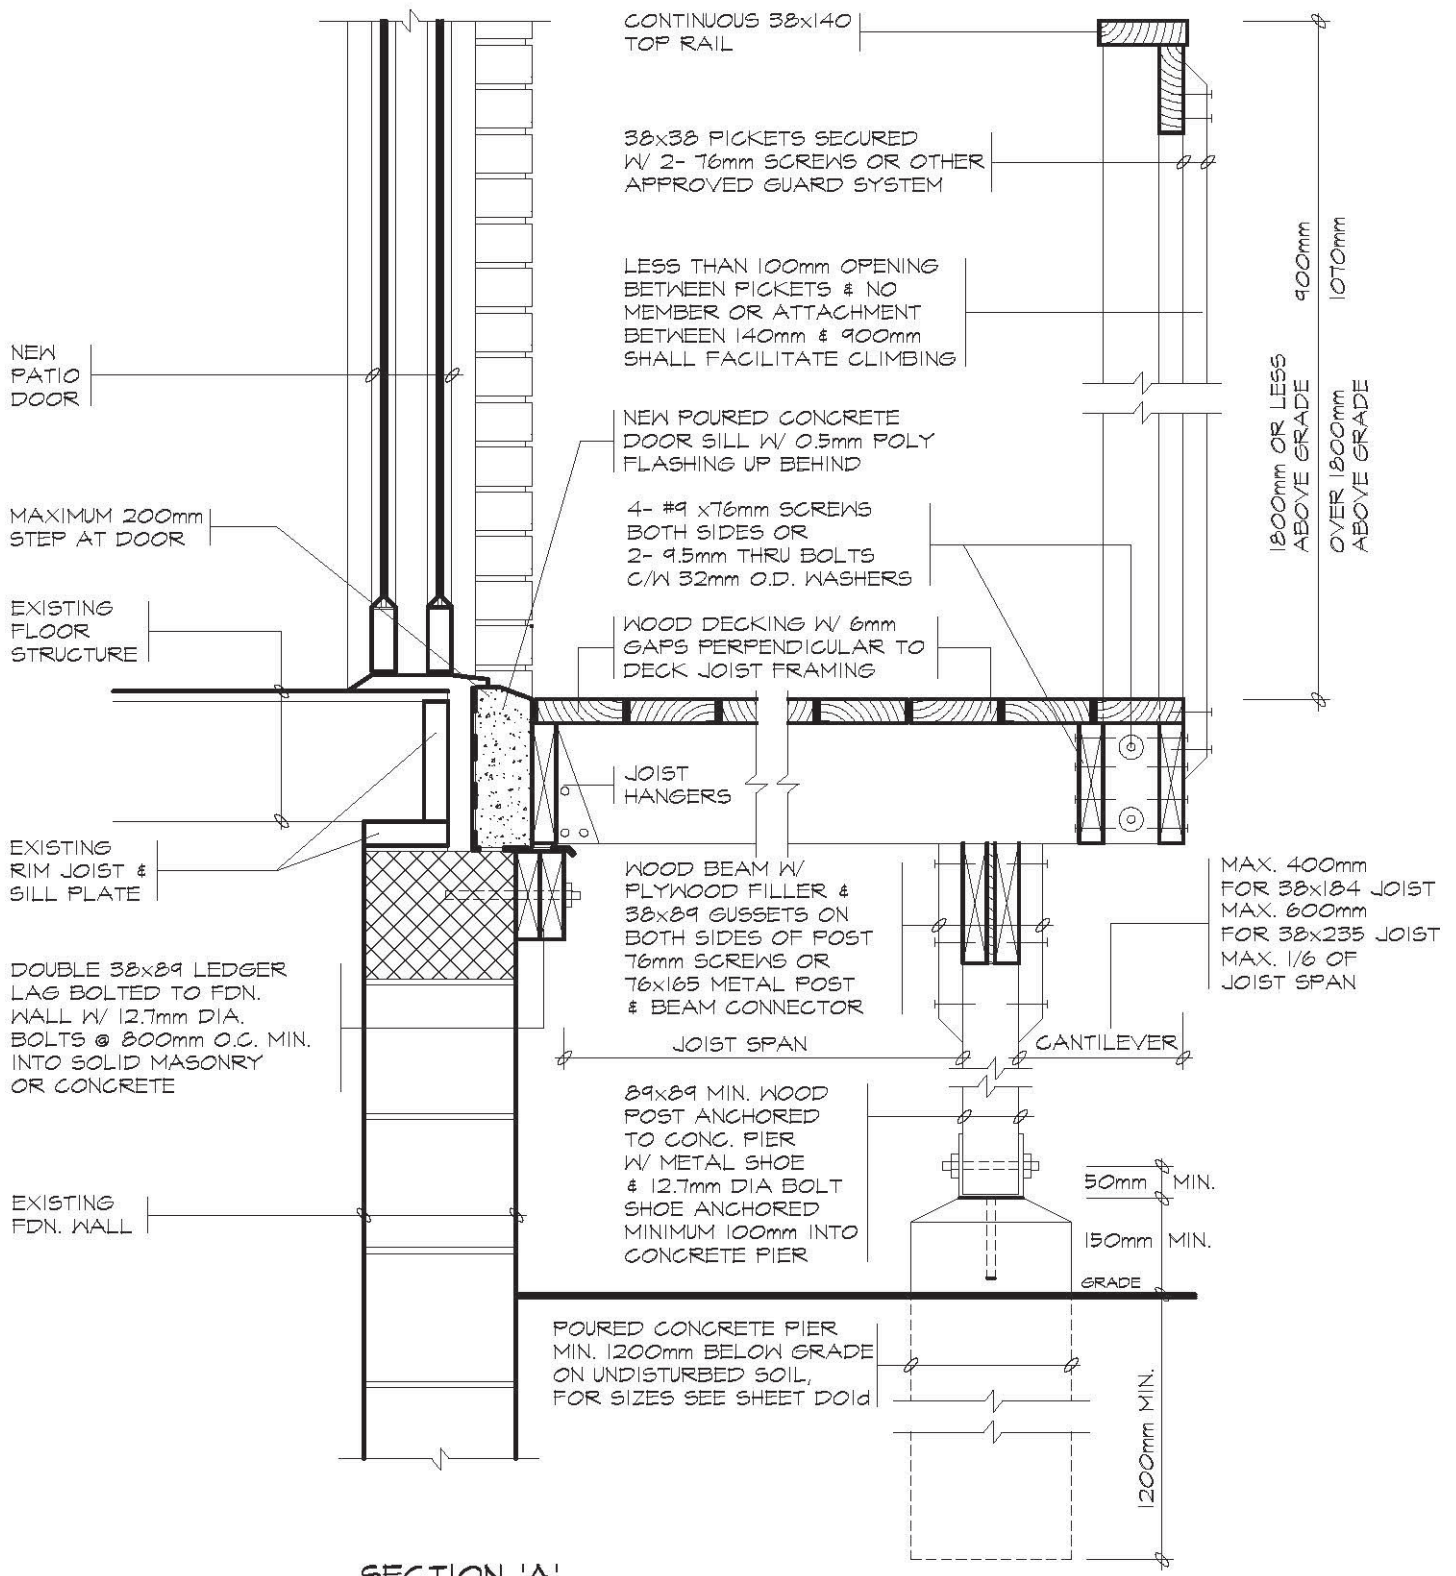 CONTINUOUS 38x140
TOP RAIL
38x38 PICKETS SECURED
W/ 2- 76mm SCREWS OR OTHER
APPROVED GUARD SYSTEM
LESS THAN 100mm OPENING
BETWEEN PICKETS & NO
MEMBER OR ATTACHMENT
BETWEEN 140mm & 900mm
SHALL FACILITATE CLIMBING
900mm
1070mm
1800mm OR LESS
ABOVE GRADE
OVER 1800mm
ABOVE GRADE
NEW
PATIO
DOOR
NEW POURED CONCRETE
DOOR SILL W/ 0.5mm POLY
FLASHING UP BEHIND
MAXIMUM 200mm
STEP AT DOOR
4- #9 x76mm SCREWS
BOTH SIDES OR
2- 9.5mm THRU BOLTS
C/W 32mm O.D. WASHERS
EXISTING
FLOOR
STRUCTURE
WOOD DECKING W/ 6mm
GAPS PERPENDICULAR TO
DECK JOIST FRAMING
JOIST
HANGERS
EXISTING
RIM JOIST &
SILL PLATE
WOOD BEAM W/
PLYWOOD FILLER &
38x89 GUSSETS ON
BOTH SIDES OF POST
76mm SCREWS OR
76x165 METAL POST
& BEAM CONNECTOR
MAX. 400mm
FOR 38x184 JOIST
MAX. 600mm
FOR 38x235 JOIST
MAX. 1/6 OF
JOIST SPAN
DOUBLE 38x89 LEDGER
LAG BOLTED TO FDN.
WALL W/ 12.7mm DIA.
BOLTS @ 800mm O.C. MIN.
INTO SOLID MASONRY
OR CONCRETE
JOIST SPAN
CANTILEVER
89x89 MIN. WOOD
POST ANCHORED
TO CONC. PIER
W/ METAL SHOE
& 12.7mm DIA BOLT
SHOE ANCHORED
MINIMUM 100mm INTO
CONCRETE PIER
50mm MIN.
150mm MIN.
EXISTING
FDN. WALL
GRADE
POURED CONCRETE PIER
MIN. 1200mm BELOW GRADE
ON UNDISTURBED SOIL,
FOR SIZES SEE SHEET D01d
1200mm MIN.
SECTION 'A'